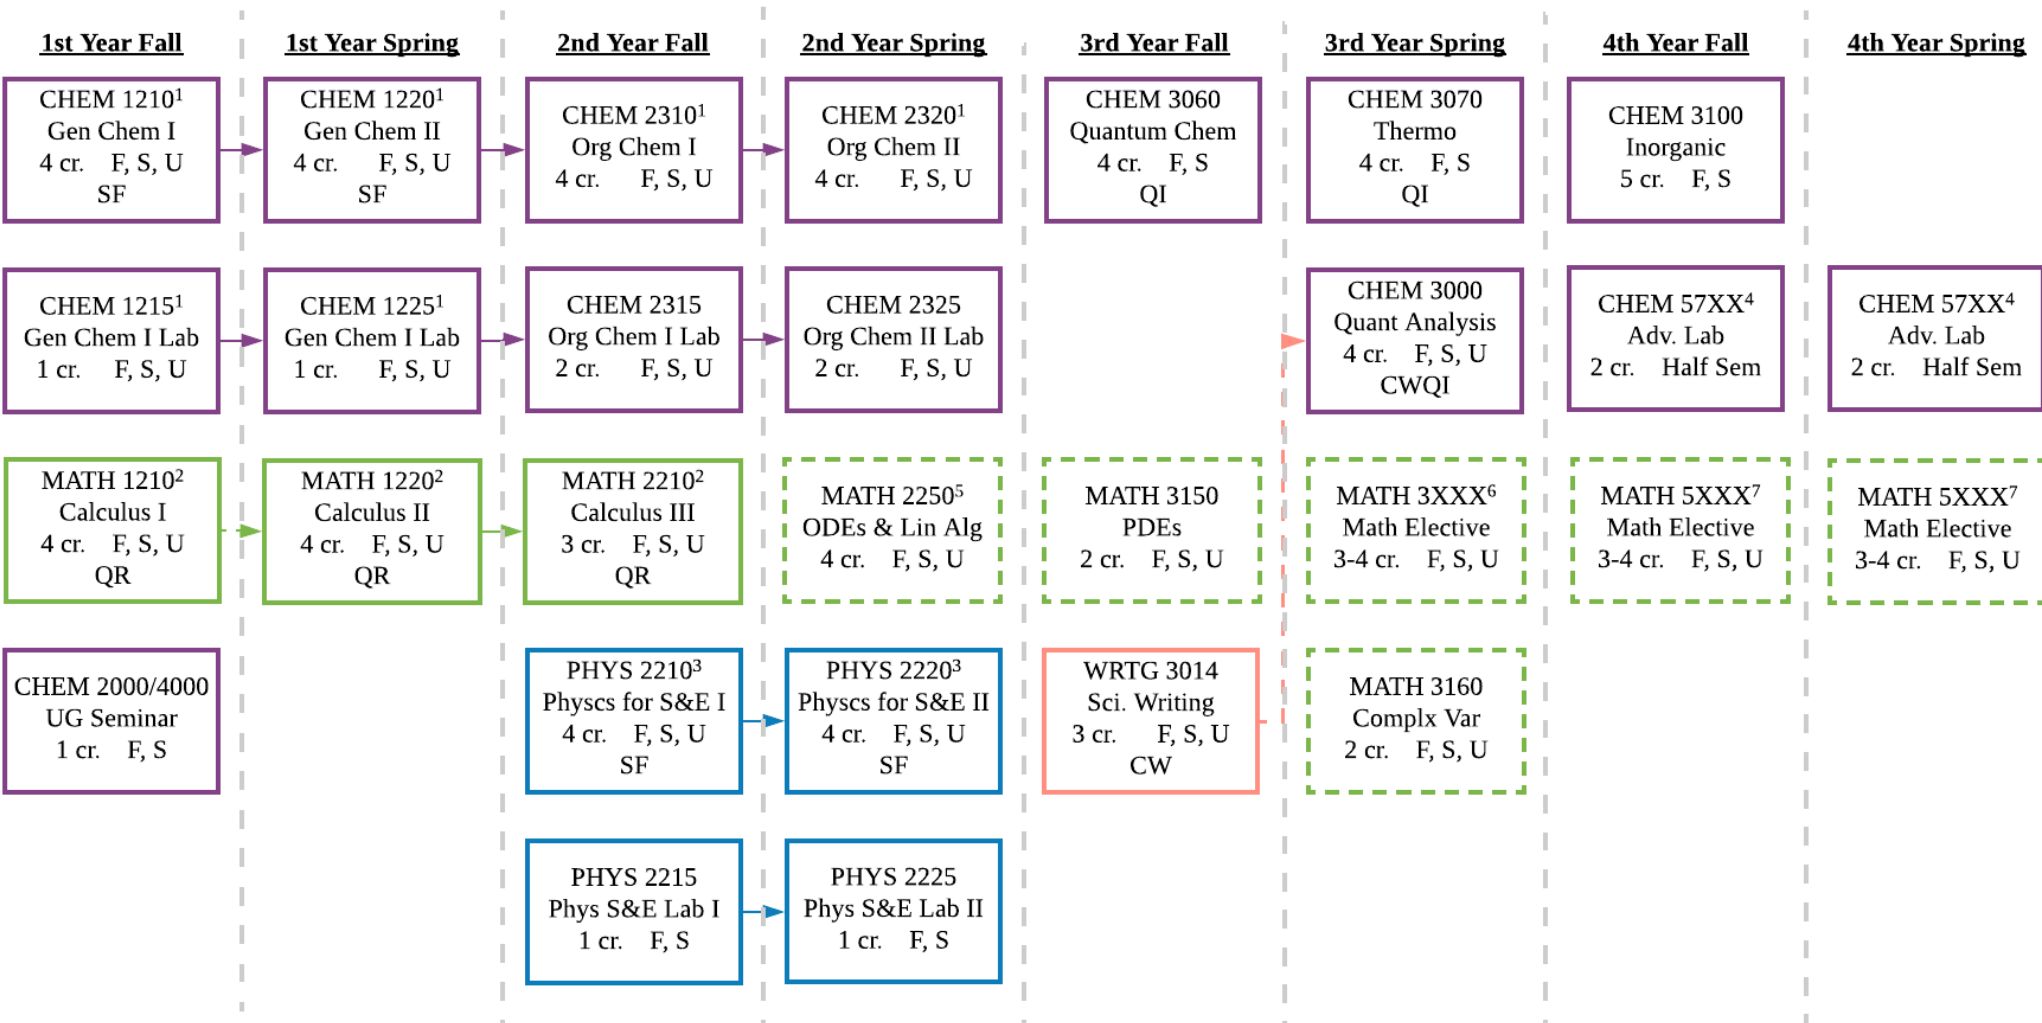 1st Year Fall
1st Year Spring
2nd Year Fall
2nd Year Spring
3rd Year Fall
3rd Year Spring
4th Year Fall
4th Year Spring
CHEM 1210¹
Gen Chem I
4 cr. F, S, U
SF
CHEM 1220¹
Gen Chem II
4 cr. F, S, U
SF
CHEM 2310¹
Org Chem I
4 cr. F, S, U
CHEM 2320¹
Org Chem II
4 cr. F, S, U
CHEM 3060
Quantum Chem
4 cr. F, S
QI
CHEM 3070
Thermo
4 cr. F, S
QI
CHEM 3100
Inorganic
5 cr. F, S
CHEM 1215¹
Gen Chem I Lab
1 cr. F, S, U
CHEM 1225¹
Gen Chem I Lab
1 cr. F, S, U
CHEM 2315
Org Chem I Lab
2 cr. F, S, U
CHEM 2325
Org Chem II Lab
2 cr. F, S, U
CHEM 3000
Quant Analysis
4 cr. F, S, U
CWQI
CHEM 57XX⁴
Adv. Lab
2 cr. Half Sem
CHEM 57XX⁴
Adv. Lab
2 cr. Half Sem
MATH 1210²
Calculus I
4 cr. F, S, U
QR
MATH 1220²
Calculus II
4 cr. F, S, U
QR
MATH 2210²
Calculus III
3 cr. F, S, U
QR
MATH 2250⁵
ODEs & Lin Alg
4 cr. F, S, U
MATH 3150
PDEs
2 cr. F, S, U
MATH 3XXX⁶
Math Elective
3-4 cr. F, S, U
MATH 5XXX⁷
Math Elective
3-4 cr. F, S, U
MATH 5XXX⁷
Math Elective
3-4 cr. F, S, U
CHEM 2000/4000
UG Seminar
1 cr. F, S
PHYS 2210³
Physcs for S&E I
4 cr. F, S, U
SF
PHYS 2220³
Physcs for S&E II
4 cr. F, S, U
SF
WRTG 3014
Sci. Writing
3 cr. F, S, U
CW
MATH 3160
Complx Var
2 cr. F, S, U
PHYS 2215
Phys S&E Lab I
1 cr. F, S
PHYS 2225
Phys S&E Lab II
1 cr. F, S